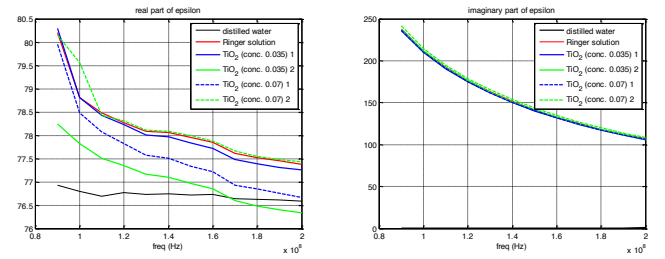 real part of epsilon
80.5
80
79.5
79
78.5
78
77.5
77
76.5
76
0.8
1
1.2
1.4
1.6
1.8
2
x 10⁸
freq (Hz)
distilled water
Ringer solution
TiO₂ (conc. 0.035) 1
TiO₂ (conc. 0.035) 2
TiO₂ (conc. 0.07) 1
TiO₂ (conc. 0.07) 2
imaginary part of epsilon
250
200
150
100
50
0
0.8
1
1.2
1.4
1.6
1.8
2
x 10⁸
freq (Hz)
distilled water
Ringer solution
TiO₂ (conc. 0.035) 1
TiO₂ (conc. 0.035) 2
TiO₂ (conc. 0.07) 1
TiO₂ (conc. 0.07) 2